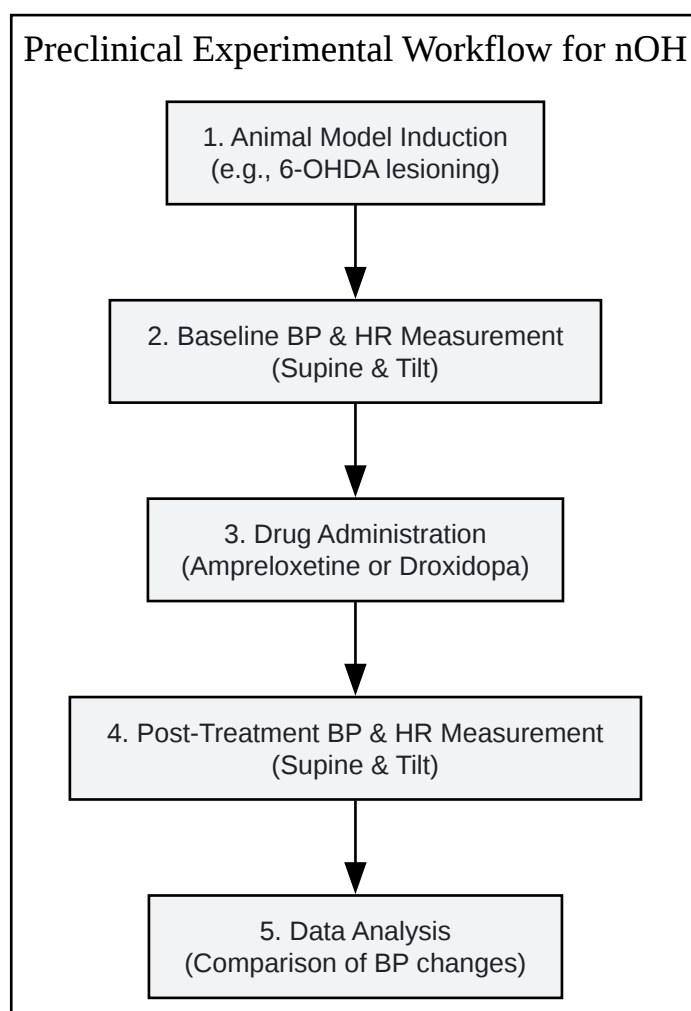 Preclinical Experimental Workflow for nOH
1. Animal Model Induction
(e.g., 6-OHDA lesioning)
2. Baseline BP & HR Measurement
(Supine & Tilt)
3. Drug Administration
(Ampreloxetine or Droxidopa)
4. Post-Treatment BP & HR Measurement
(Supine & Tilt)
5. Data Analysis
(Comparison of BP changes)